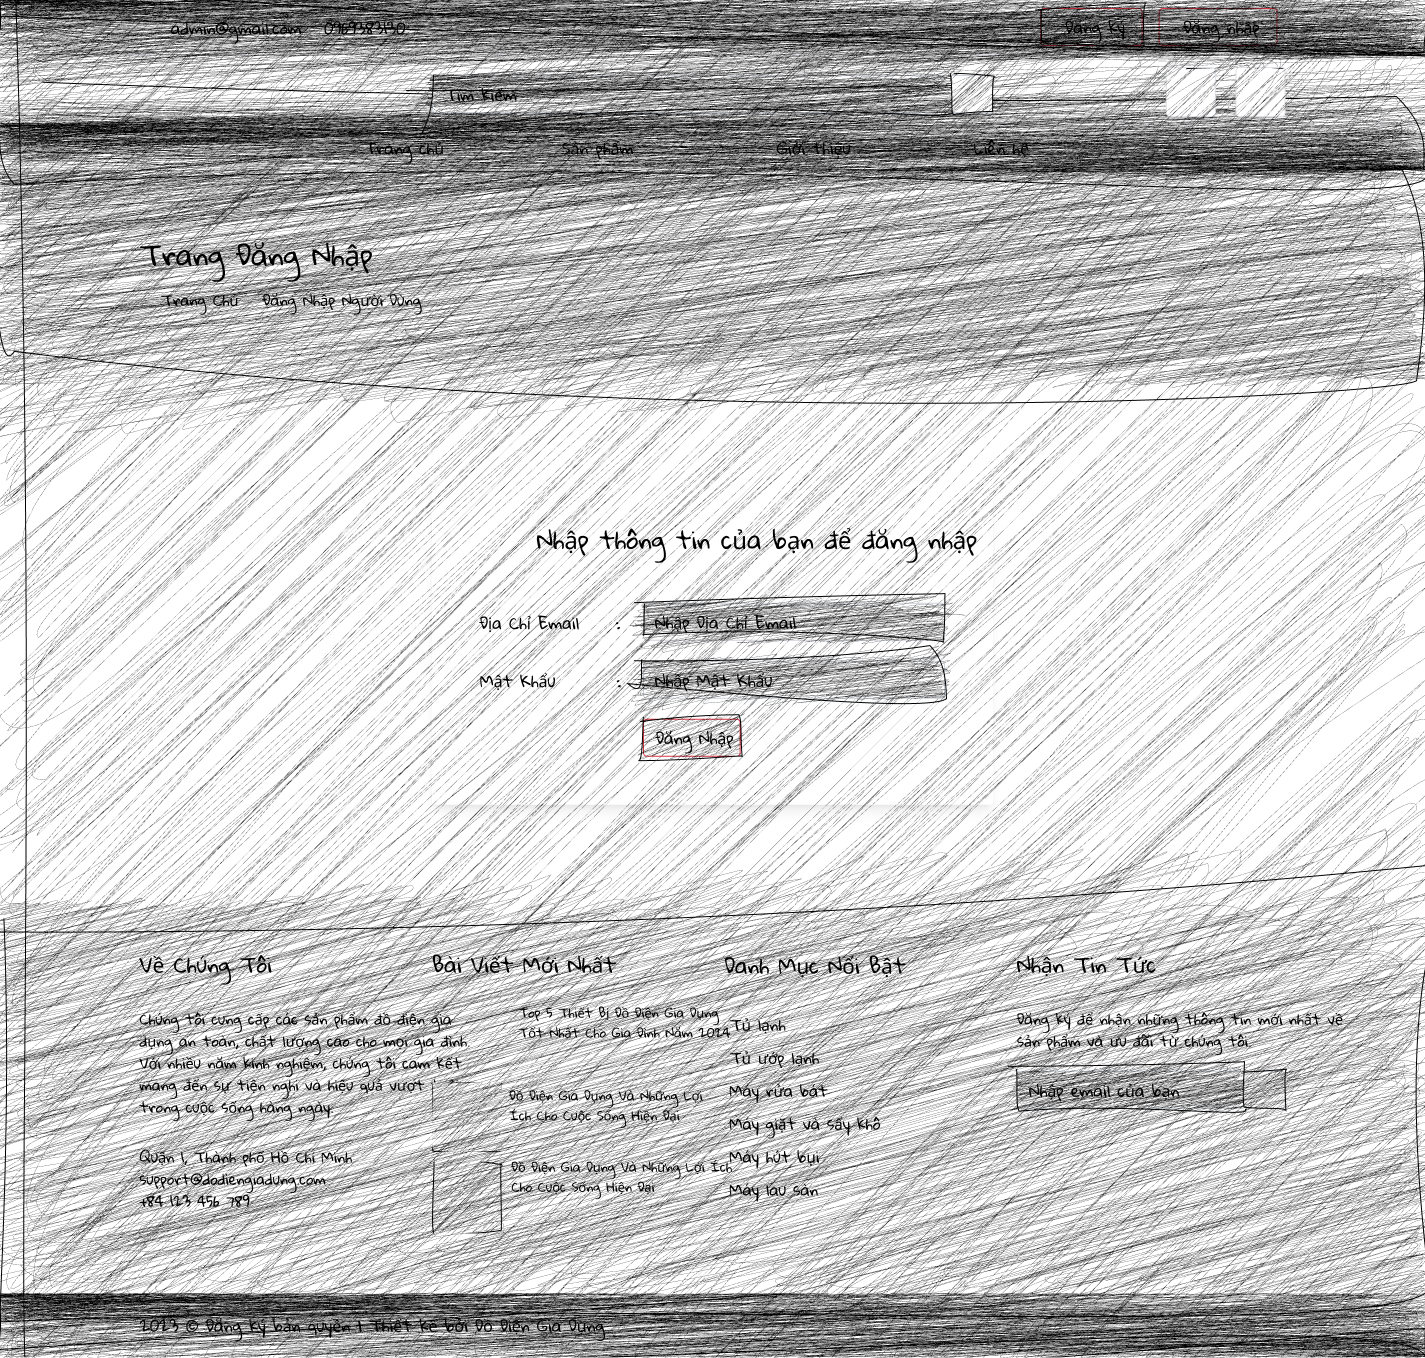 admin@gmail.com 0969383130 Đăng ký Đăng nhập
Tìm kiếm
Trang chủ Sản phẩm Giới thiệu Liên hệ
Trang Đăng Nhập
Trang Chủ Đăng Nhập Người Dùng
Nhập thông tin của bạn để đăng nhập
Địa Chỉ Email : Nhập Địa Chỉ Email
Mật Khẩu : Nhập Mật Khẩu
Đăng Nhập
Về Chúng Tôi
Chúng tôi cung cấp các sản phẩm đồ điện gia
dụng an toàn, chất lượng cao cho mọi gia đình.
Với nhiều năm kinh nghiệm, chúng tôi cam kết
mang đến sự tiện nghi và hiệu quả vượt
trong cuộc sống hàng ngày.
Quận 1, Thành phố Hồ Chí Minh
support@dodiengiadung.com
+84 123 456 789
Bài Viết Mới Nhất
Top 5 Thiết Bị Đồ Điện Gia Dụng
Tốt Nhất Cho Gia Đình Năm 2024
Đồ Điện Gia Dụng Và Những Lợi
Ích Cho Cuộc Sống Hiện Đại
Đồ Điện Gia Dụng Và Những Lợi Ích
Cho Cuộc Sống Hiện Đại
Danh Mục Nổi Bật
Tủ lạnh
Tủ ướp lạnh
Máy rửa bát
Máy giặt và sấy khô
Máy hút bụi
Máy lau sàn
Nhận Tin Tức
Đăng ký để nhận những thông tin mới nhất về
sản phẩm và ưu đãi từ chúng tôi.
Nhập email của bạn
2023 © Đăng ký bản quyền | Thiết kế bởi Đồ Điện Gia Dụng